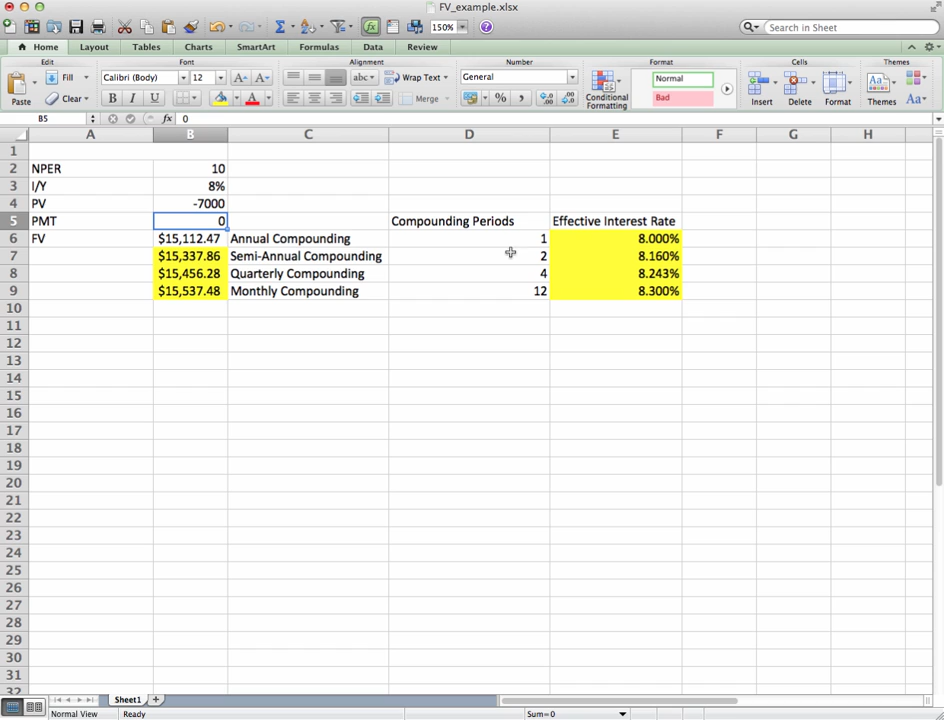 FV_example.xlsx
150%
Search in Sheet
Home Layout Tables Charts SmartArt Formulas Data Review
Edit Font Alignment Number Format Cells Themes
Paste Fill Clear Calibri (Body) 12 A A abc Wrap Text General Normal
B I U A Merge % , .0 .00 .00 .0 Conditional Formatting Bad Insert Delete Format Themes Aa
B5 fx 0
A B C D E F G H
1
2 NPER 10
3 I/Y 8%
4 PV -7000
5 PMT 0 Compounding Periods Effective Interest Rate
6 FV $15,112.47 Annual Compounding 1 8.000%
7 $15,337.86 Semi-Annual Compounding 2 8.160%
8 $15,456.28 Quarterly Compounding 4 8.243%
9 $15,537.48 Monthly Compounding 12 8.300%
10
11
12
13
14
15
16
17
18
19
20
21
22
23
24
25
26
27
28
29
30
31
32
Sheet1
Normal View Ready Sum=0